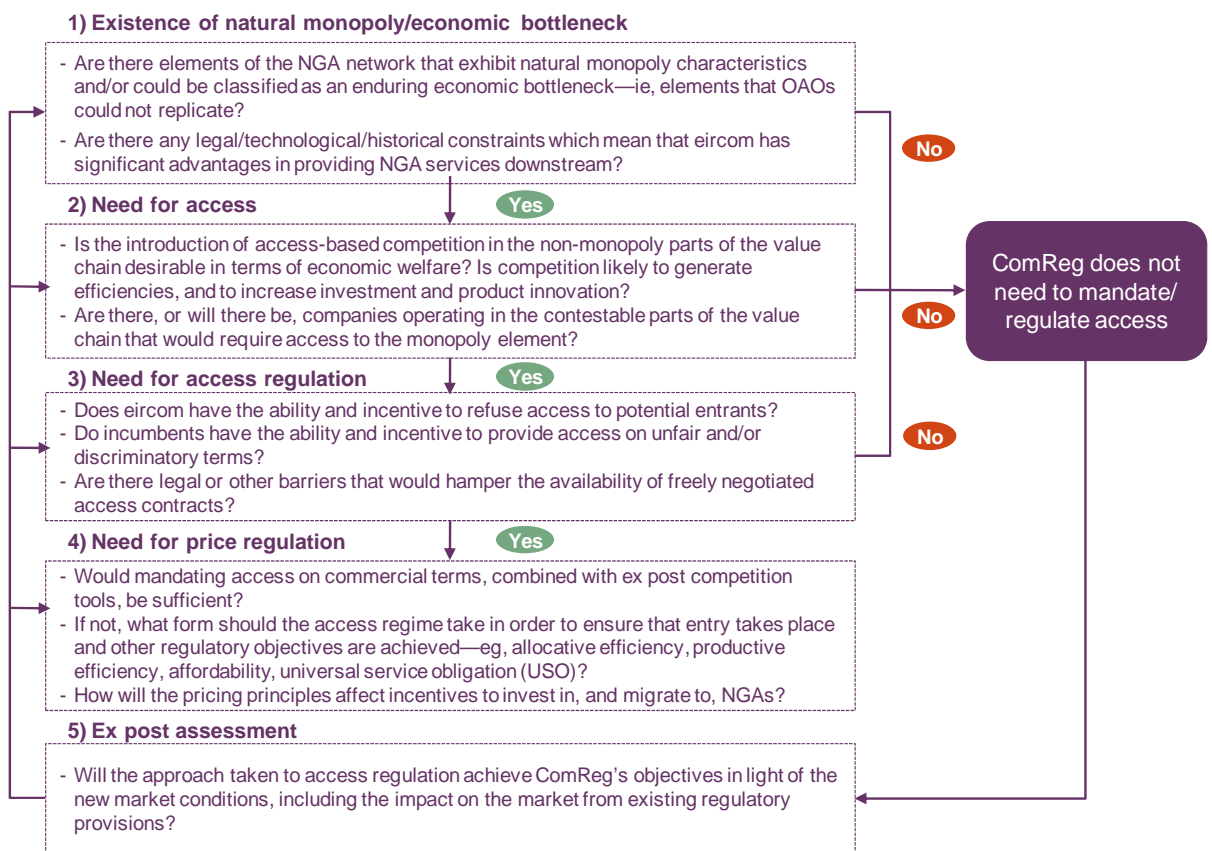 1) Existence of natural monopoly/economic bottleneck
- Are there elements of the NGA network that exhibit natural monopoly characteristics
and/or could be classified as an enduring economic bottleneck—ie, elements that OAOs
could not replicate?
- Are there any legal/technological/historical constraints which mean that eircom has
significant advantages in providing NGA services downstream?
No
2) Need for access
Yes
- Is the introduction of access-based competition in the non-monopoly parts of the value
chain desirable in terms of economic welfare? Is competition likely to generate
efficiencies, and to increase investment and product innovation?
- Are there, or will there be, companies operating in the contestable parts of the value
chain that would require access to the monopoly element?
No
ComReg does not
need to mandate/
regulate access
3) Need for access regulation
Yes
- Does eircom have the ability and incentive to refuse access to potential entrants?
- Do incumbents have the ability and incentive to provide access on unfair and/or
discriminatory terms?
- Are there legal or other barriers that would hamper the availability of freely negotiated
access contracts?
No
4) Need for price regulation
Yes
- Would mandating access on commercial terms, combined with ex post competition
tools, be sufficient?
- If not, what form should the access regime take in order to ensure that entry takes place
and other regulatory objectives are achieved—eg, allocative efficiency, productive
efficiency, affordability, universal service obligation (USO)?
- How will the pricing principles affect incentives to invest in, and migrate to, NGAs?
5) Ex post assessment
- Will the approach taken to access regulation achieve ComReg's objectives in light of the
new market conditions, including the impact on the market from existing regulatory
provisions?